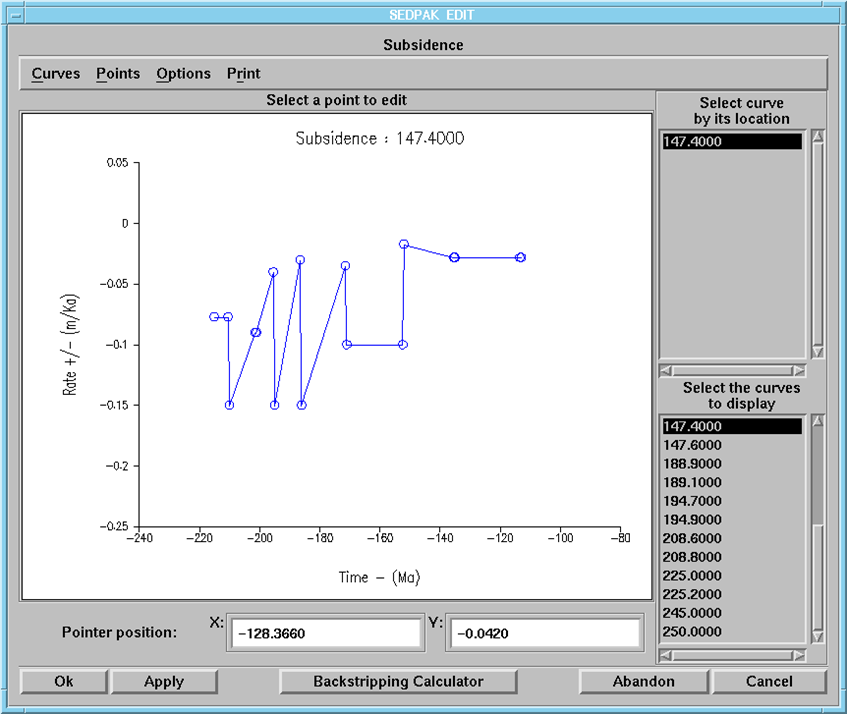 SEDPAK EDIT
Subsidence
Curves Points Options Print
Select a point to edit
Subsidence : 147.4000
0.05
0
-0.05
-0.1
-0.15
-0.2
-0.25
Rate +/- (m/Ka)
-240 -220 -200 -180 -160 -140 -120 -100 -80
Time - (Ma)
Select curve
by its location
147.4000
Select the curves
to display
147.4000
147.6000
188.9000
189.1000
194.7000
194.9000
208.6000
208.8000
225.0000
225.2000
245.0000
250.0000
Pointer position: X: -128.3660 Y: -0.0420
Ok Apply Backstripping Calculator Abandon Cancel